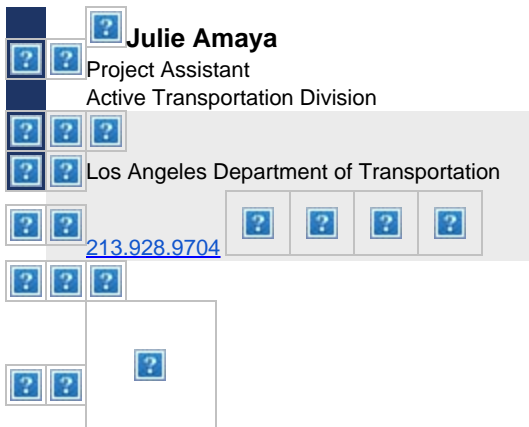 Julie Amaya
Project Assistant
Active Transportation Division
Los Angeles Department of Transportation
213.928.9704